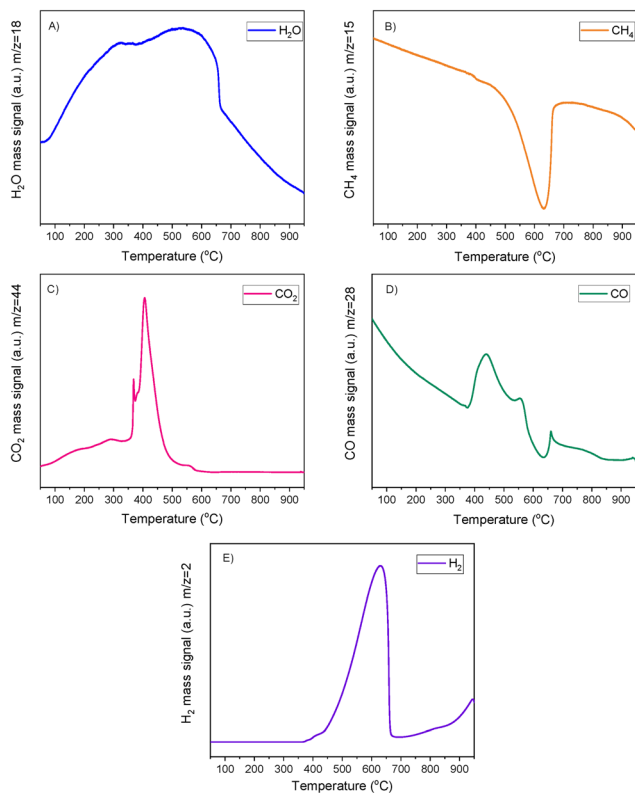 A)
H₂O
H₂O mass signal (a.u.) m/z=18
100 200 300 400 500 600 700 800 900
Temperature (°C)
B)
CH₄
CH₄ mass signal (a.u.) m/z=15
100 200 300 400 500 600 700 800 900
Temperature (°C)
C)
CO₂
CO₂ mass signal (a.u.) m/z=44
100 200 300 400 500 600 700 800 900
Temperature (°C)
D)
CO
CO mass signal (a.u.) m/z=28
100 200 300 400 500 600 700 800 900
Temperature (°C)
E)
H₂
H₂ mass signal (a.u.) m/z=2
100 200 300 400 500 600 700 800 900
Temperature (°C)